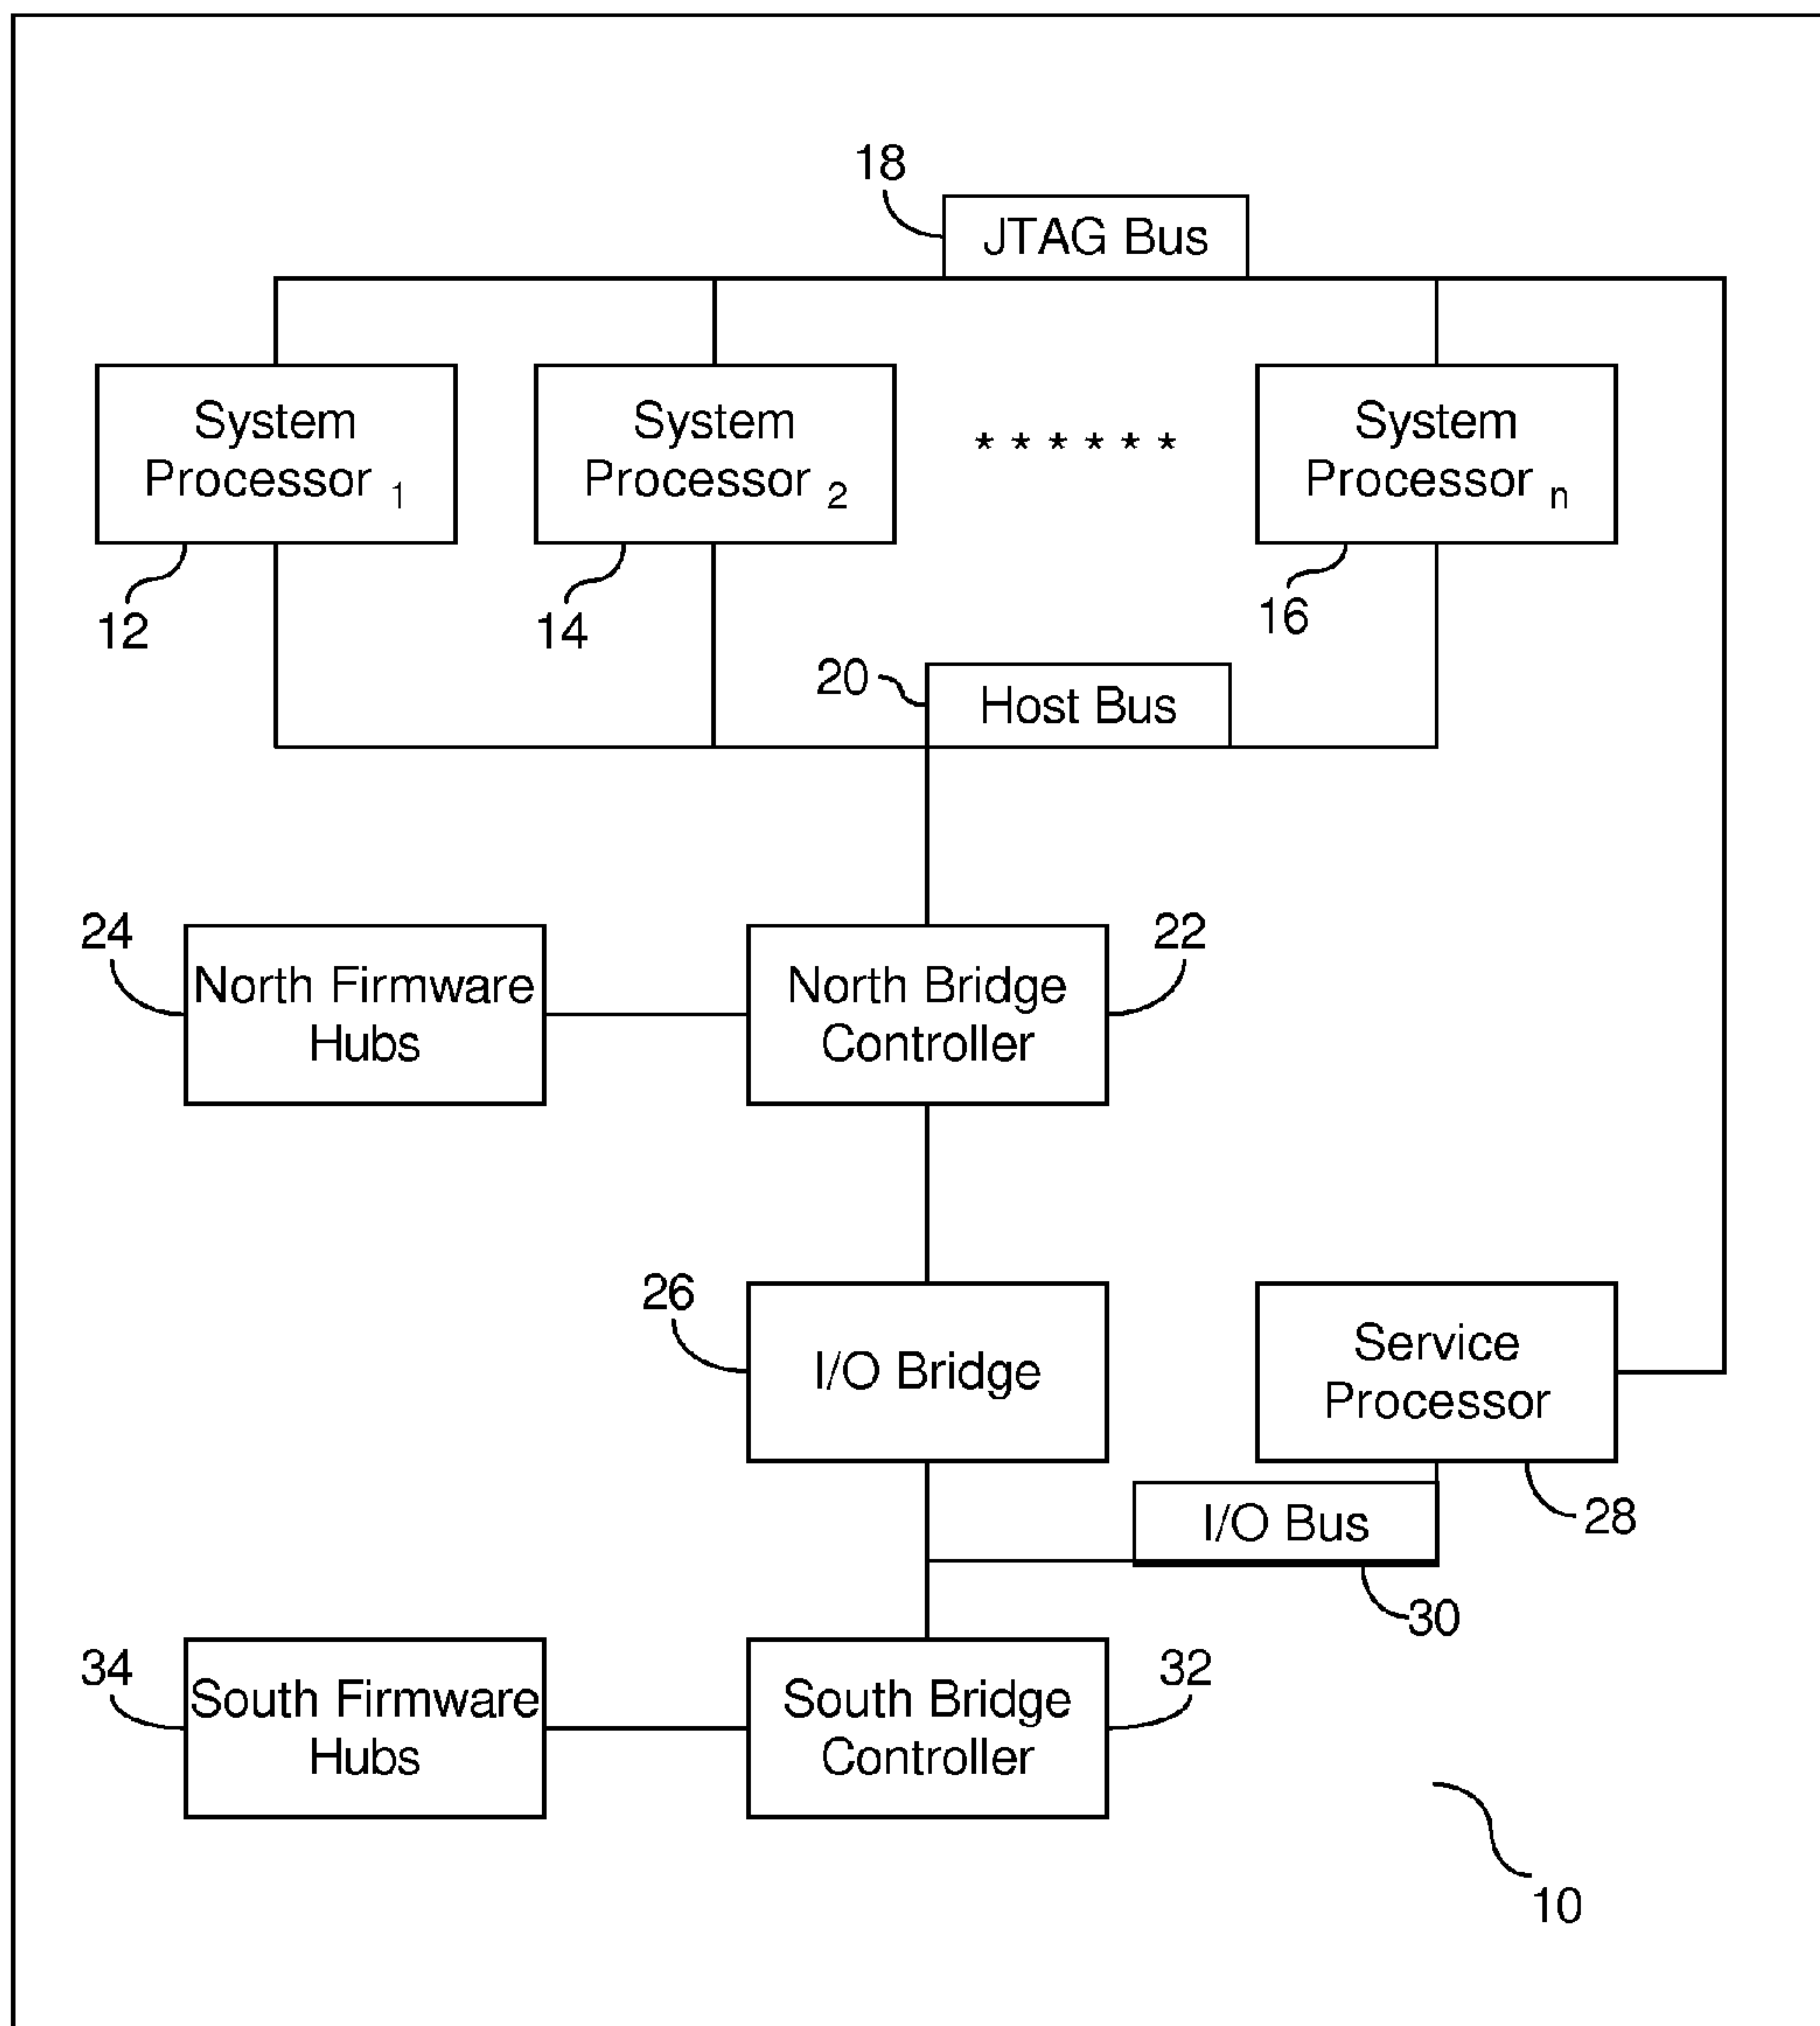 18
JTAG Bus
System
Processor 1
System
Processor 2
* * * * * *
System
Processor n
12
14
16
20
Host Bus
24
North Firmware
Hubs
North Bridge
Controller
22
26
I/O Bridge
Service
Processor
28
I/O Bus
30
34
South Firmware
Hubs
South Bridge
Controller
32
10